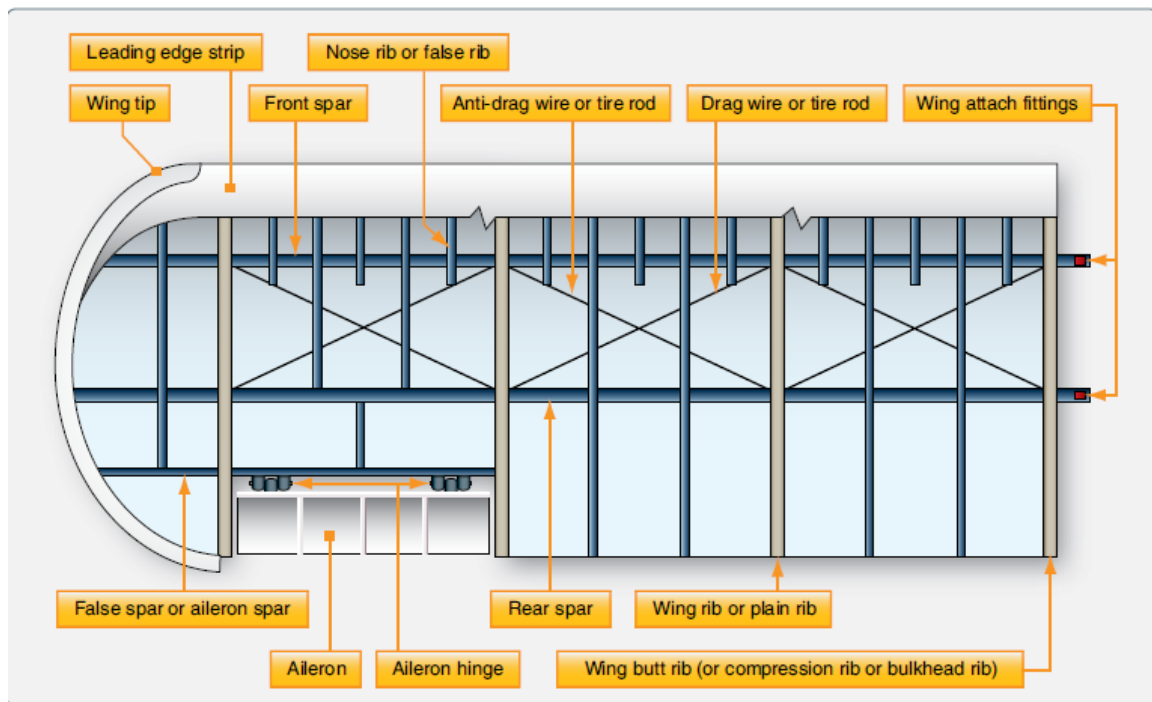 Leading edge strip
Nose rib or false rib
Wing tip
Front spar
Anti-drag wire or tire rod
Drag wire or tire rod
Wing attach fittings
False spar or aileron spar
Rear spar
Wing rib or plain rib
Aileron
Aileron hinge
Wing butt rib (or compression rib or bulkhead rib)